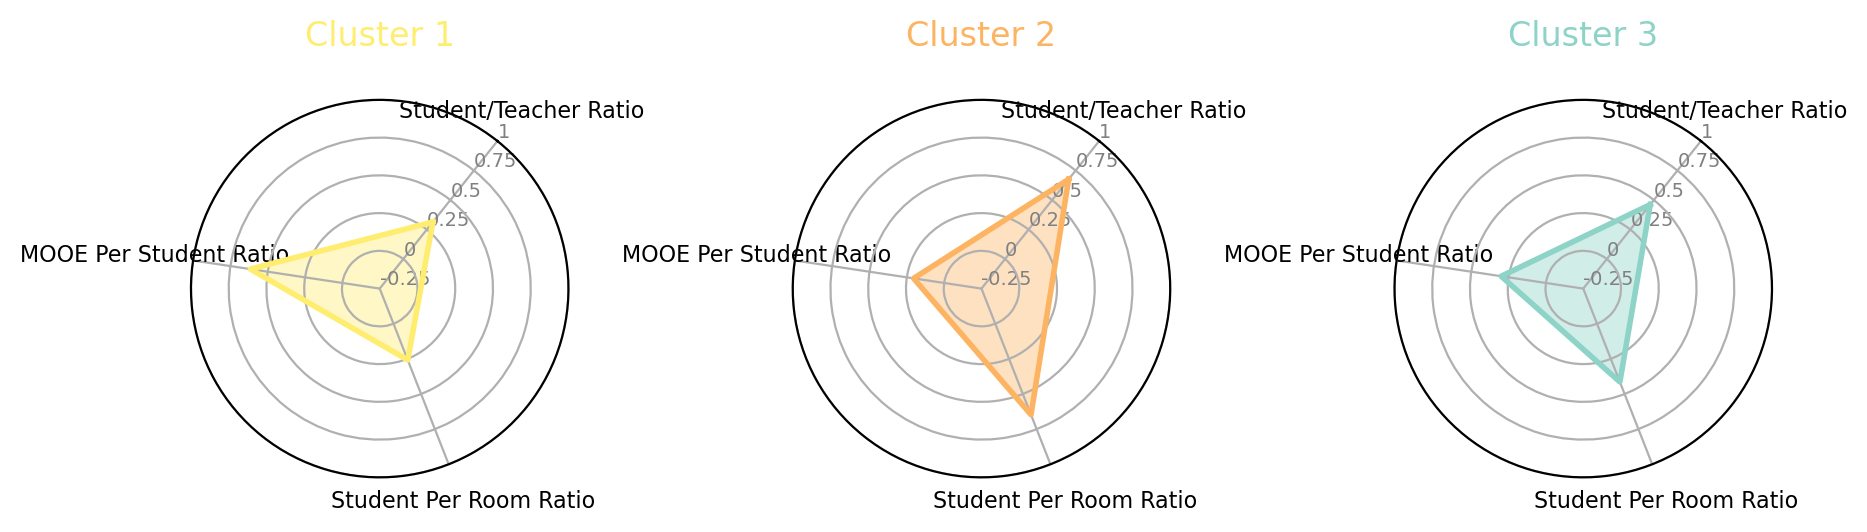 Cluster 1
Student/Teacher Ratio
1
0.75
0.5
0.25
0
-0.25
MOOE Per Student Ratio
Student Per Room Ratio
Cluster 2
Student/Teacher Ratio
1
0.75
0.5
0.25
0
-0.25
MOOE Per Student Ratio
Student Per Room Ratio
Cluster 3
Student/Teacher Ratio
1
0.75
0.5
0.25
0
-0.25
MOOE Per Student Ratio
Student Per Room Ratio